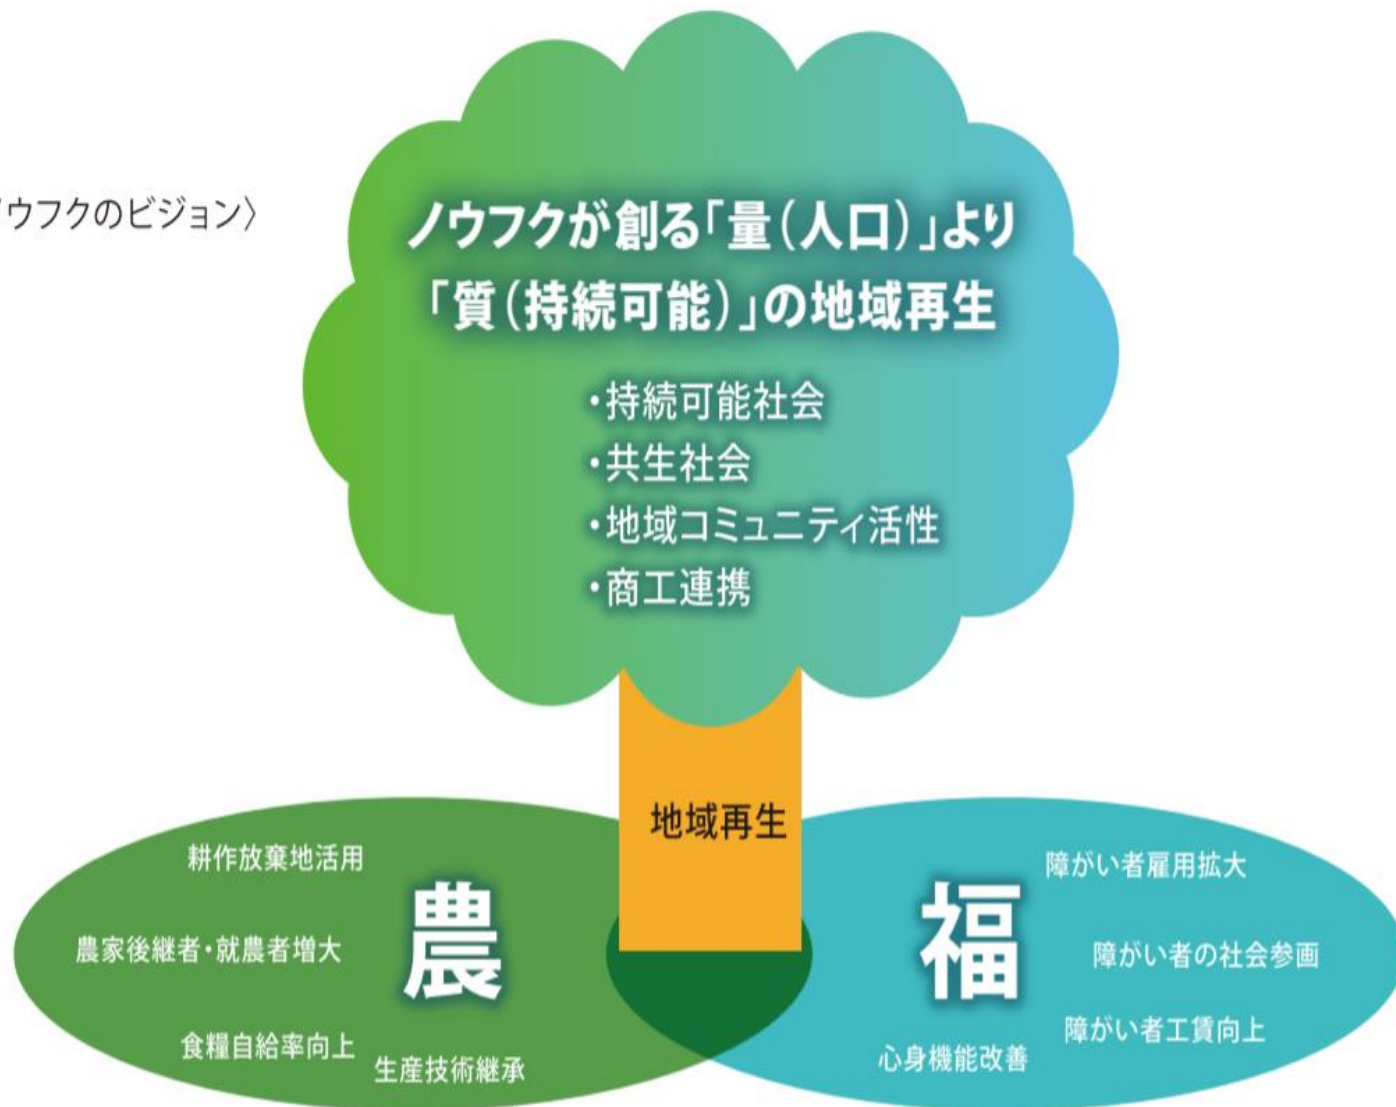 ウフクのビジョン〉
ノウフクが創る「量(人口)」より
「質(持続可能)」の地域再生
・持続可能社会
・共生社会
・地域コミュニティ活性
・商工連携
地域再生
耕作放棄地活用
農家後継者・就農者増大
農
食糧自給率向上
生産技術継承
障がい者雇用拡大
福
障がい者の社会参画
障がい者工賃向上
心身機能改善